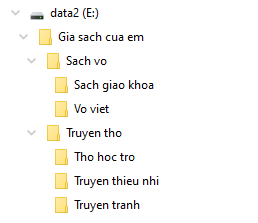 data2 (E:)
Gia sach cua em
Sach vo
Sach giao khoa
Vo viet
Truyen tho
Tho hoc tro
Truyen thieu nhi
Truyen tranh